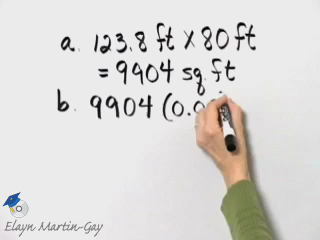 a. 123.8 ft x 80 ft
= 9904 sq. ft
b. 9904 (0.0
Elayn Martin-Gay